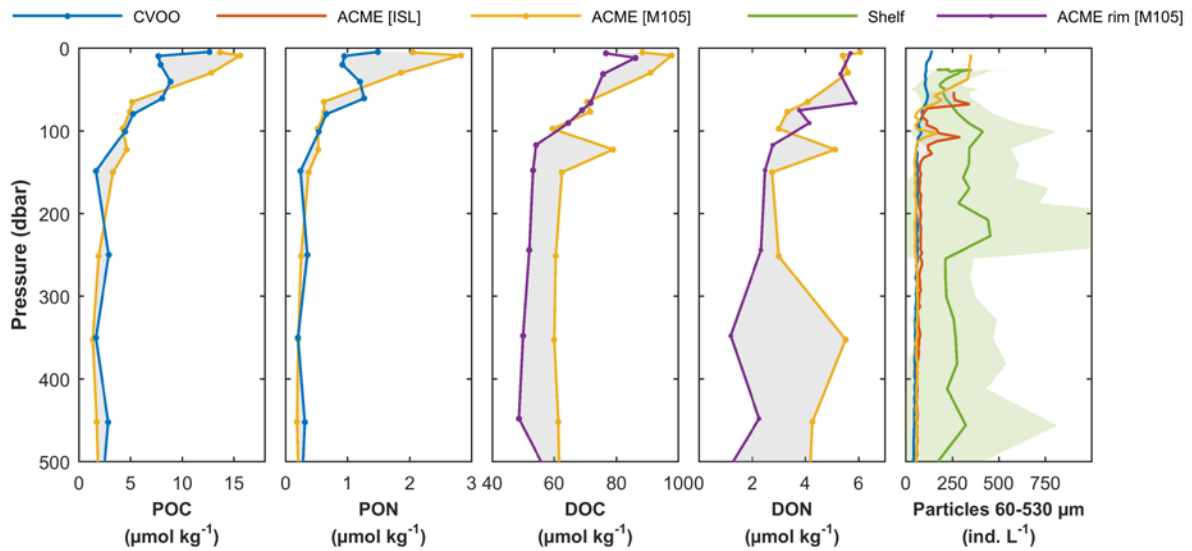 CVOO ACME [ISL] ACME [M105] Shelf ACME rim [M105]
Pressure (dbar)
0
100
200
300
400
500
0 5 10 15
POC
(µmol kg⁻¹)
0 1 2 3
PON
(µmol kg⁻¹)
40 60 80 100
DOC
(µmol kg⁻¹)
0 2 4 6
DON
(µmol kg⁻¹)
0 250 500 750
Particles 60-530 µm
(ind. L⁻¹)